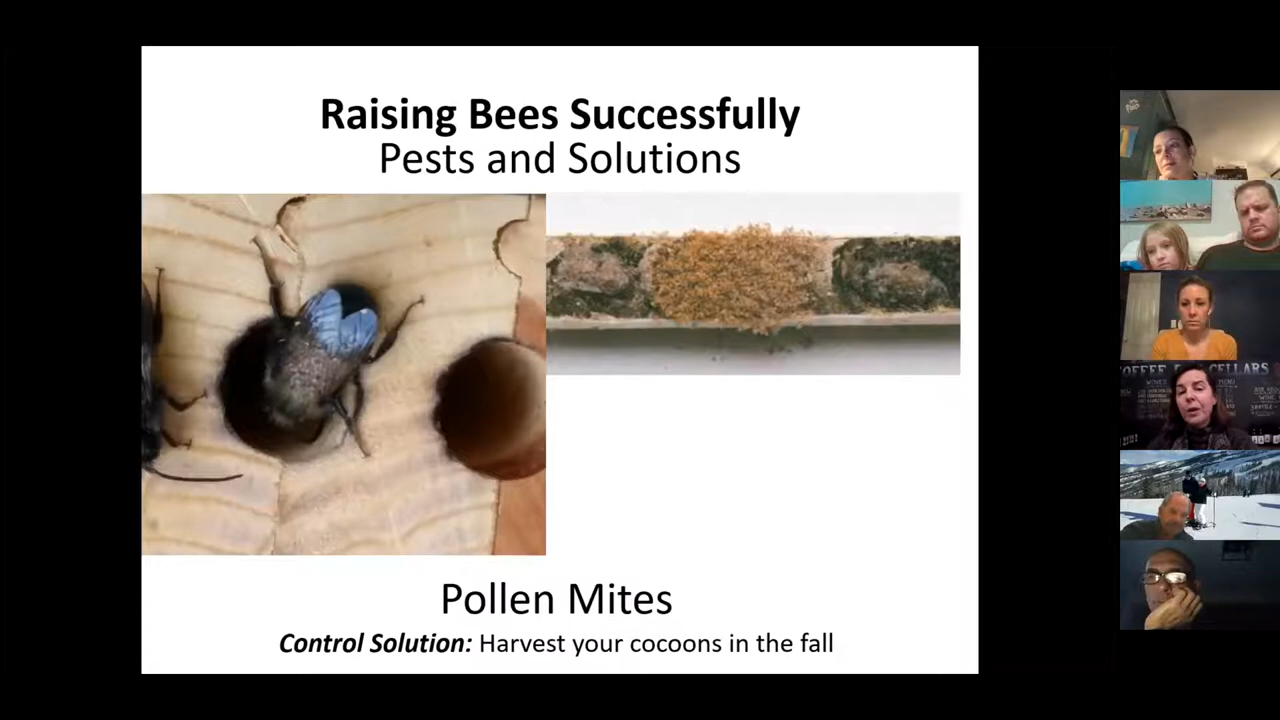 Raising Bees Successfully
Pests and Solutions
Pollen Mites
Control Solution: Harvest your cocoons in the fall